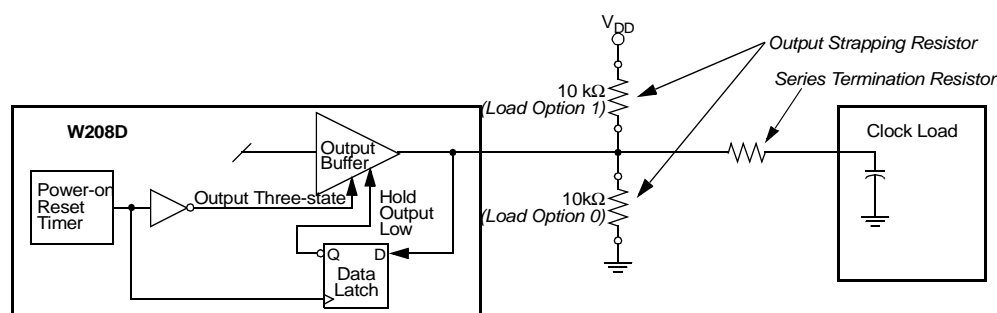 VDD
Output Strapping Resistor
Series Termination Resistor
10 kΩ
(Load Option 1)
W208D
Clock Load
Output
Buffer
Power-on
Reset
Timer
Output Three-state
Hold
Output
Low
10kΩ
(Load Option 0)
Q
D
Data
Latch